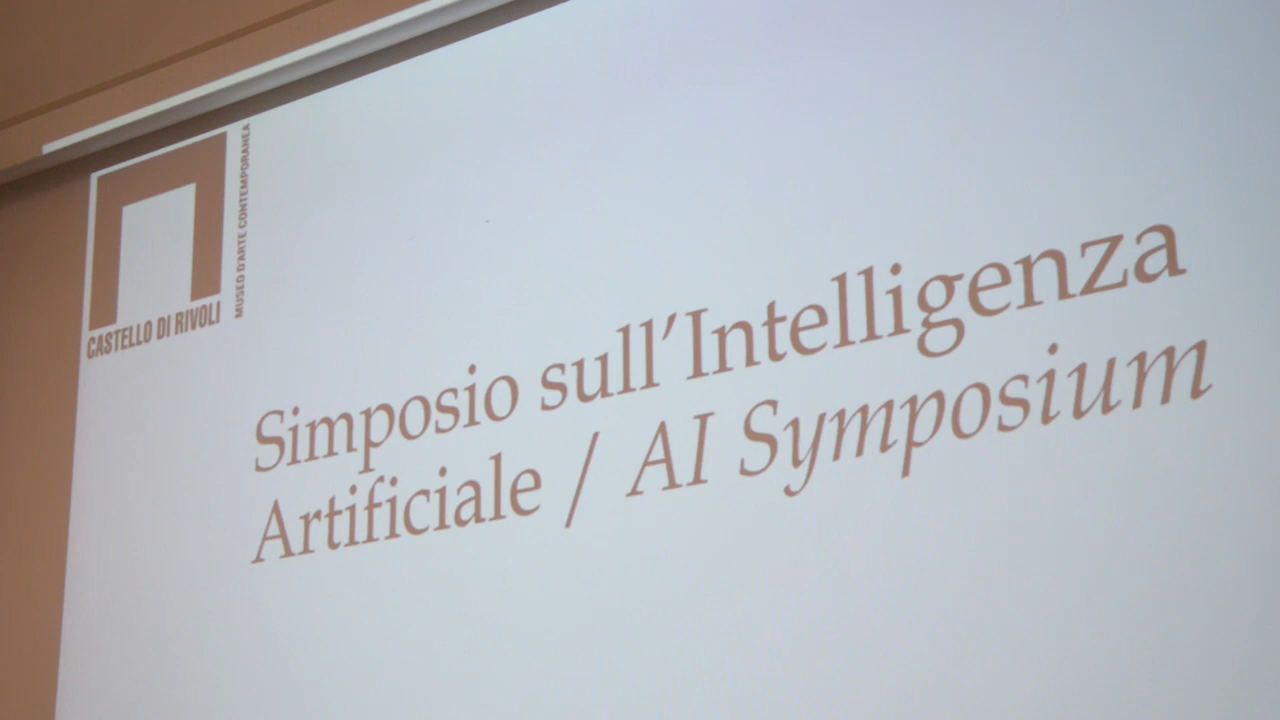 CASTELLO DI RIVOLI
MUSEO D'ARTE CONTEMPORANEA
Simposio sull'Intelligenza
Artificiale / AI Symposium